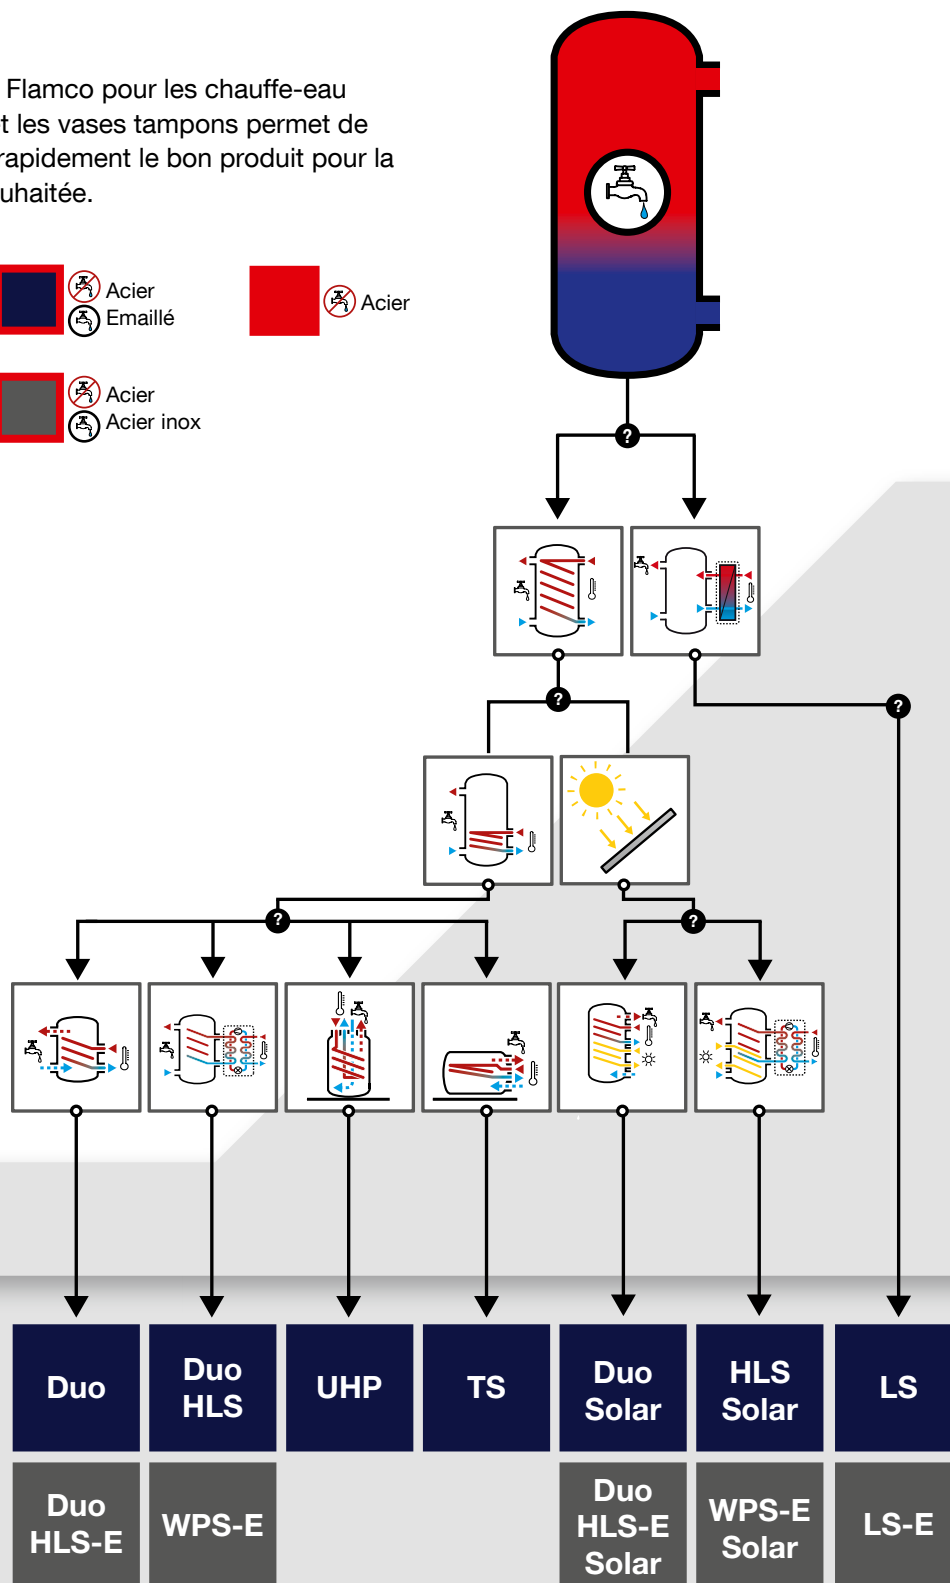 Flamco pour les chauffe-eau
et les vases tampons permet de
rapidement le bon produit pour la
uhaitée.
Acier
Emaillé
Acier
Acier
Acier inox
?
?
?
?
?
Duo
Duo
HLS
UHP
TS
Duo
Solar
HLS
Solar
LS
Duo
HLS-E
WPS-E
Duo
HLS-E
Solar
WPS-E
Solar
LS-E